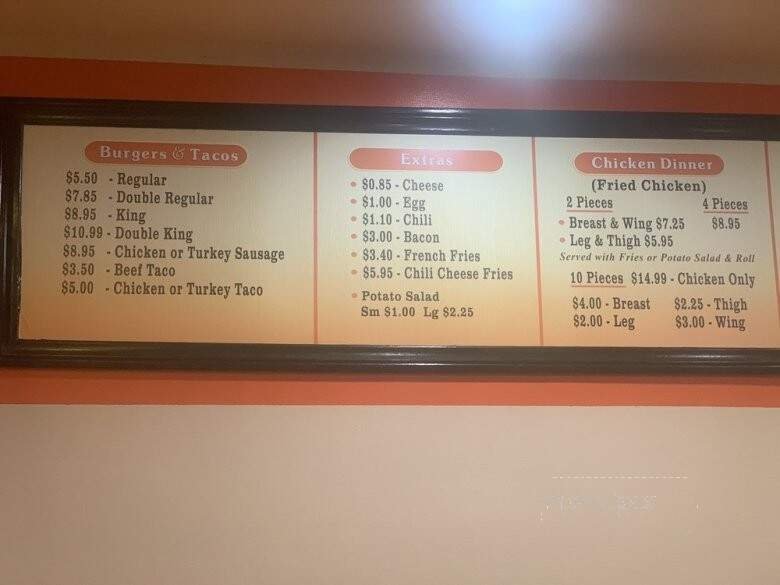 Burgers & Tacos
$5.50 - Regular
$7.85 - Double Regular
$8.95 - King
$10.99 - Double King
$8.95 - Chicken or Turkey Sausage
$3.50 - Beef Taco
$5.00 - Chicken or Turkey Taco
Extras
• $0.85 - Cheese
• $1.00 - Egg
• $1.10 - Chili
• $3.00 - Bacon
• $3.40 - French Fries
• $5.95 - Chili Cheese Fries
• Potato Salad
Sm $1.00 Lg $2.25
Chicken Dinner
(Fried Chicken)
2 Pieces 4 Pieces
• Breast & Wing $7.25 $8.95
• Leg & Thigh $5.95
Served with Fries or Potato Salad & Roll
10 Pieces $14.99 - Chicken Only
$4.00 - Breast $2.25 - Thigh
$2.00 - Leg $3.00 - Wing